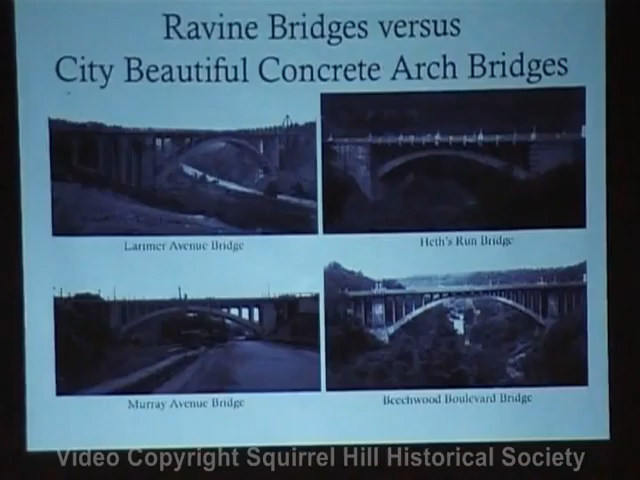 Ravine Bridges versus
City Beautiful Concrete Arch Bridges
Larimer Avenue Bridge
Heth's Run Bridge
Murray Avenue Bridge
Beechwood Boulevard Bridge
Video Copyright Squirrel Hill Historical Society